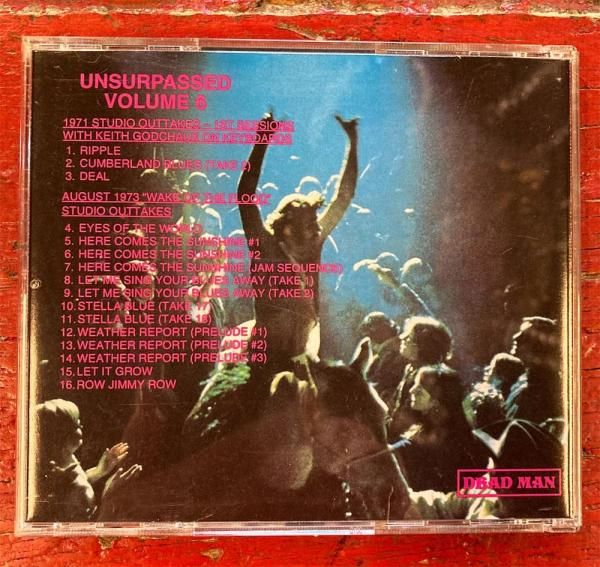 UNSURPASSED
VOLUME 6
1971 STUDIO OUTTAKES - 1ST SESSIONS
WITH KEITH GODCHAUX ON KEYBOARDS
1. RIPPLE
2. CUMBERLAND BLUES (TAKE 2)
3. DEAL
AUGUST 1973 "WAKE OF THE FLOOD"
STUDIO OUTTAKES
4. EYES OF THE WORLD
5. HERE COMES THE SUNSHINE #1
6. HERE COMES THE SUNSHINE #2
7. HERE COMES THE SUNSHINE (JAM SEQUENCE)
8. LET ME SING YOUR BLUES AWAY (TAKE 1)
9. LET ME SING YOUR BLUES AWAY (TAKE 2)
10. STELLA BLUE (TAKE 17)
11. STELLA BLUE (TAKE 18)
12. WEATHER REPORT (PRELUDE #1)
13. WEATHER REPORT (PRELUDE #2)
14. WEATHER REPORT (PRELUDE #3)
15. LET IT GROW
16. ROW JIMMY ROW
DEAD MAN